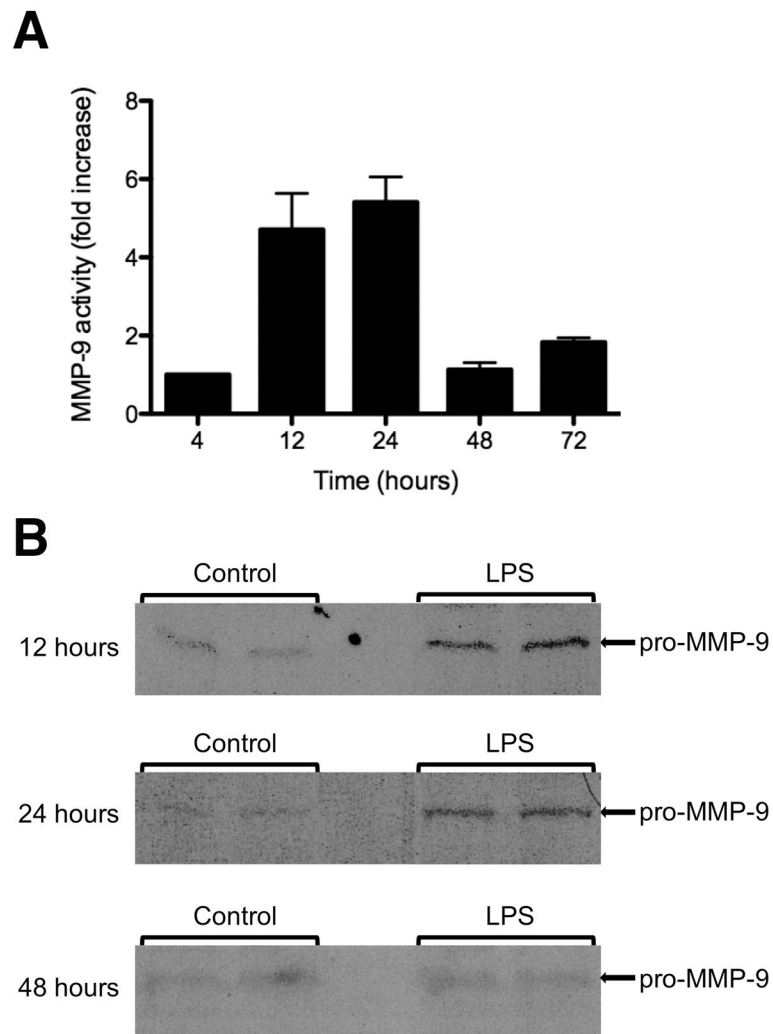 A
MMP-9 activity (fold increase)
8
6
4
2
0
4 12 24 48 72
Time (hours)
B
Control LPS
12 hours pro-MMP-9
Control LPS
24 hours pro-MMP-9
Control LPS
48 hours pro-MMP-9